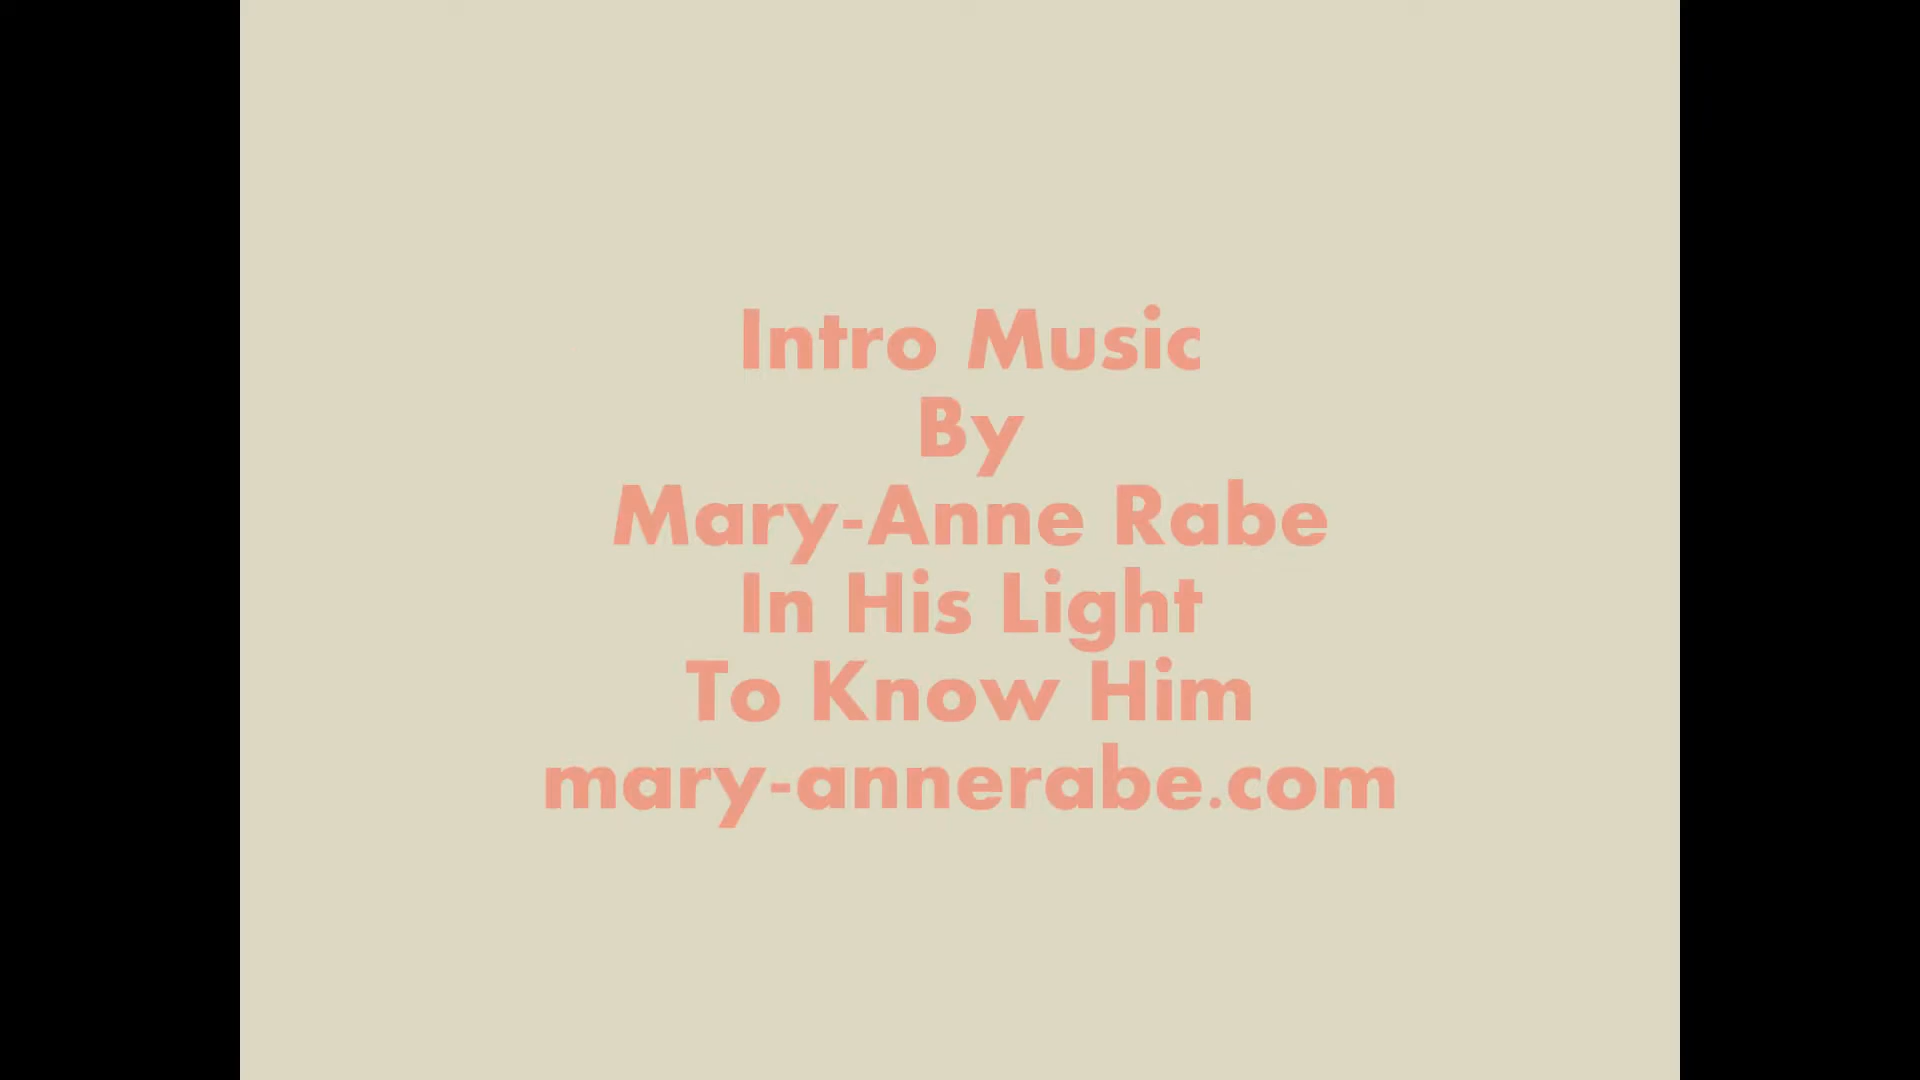 Intro Music
By
Mary-Anne Rabe
In His Light
To Know Him
mary-annerabe.com